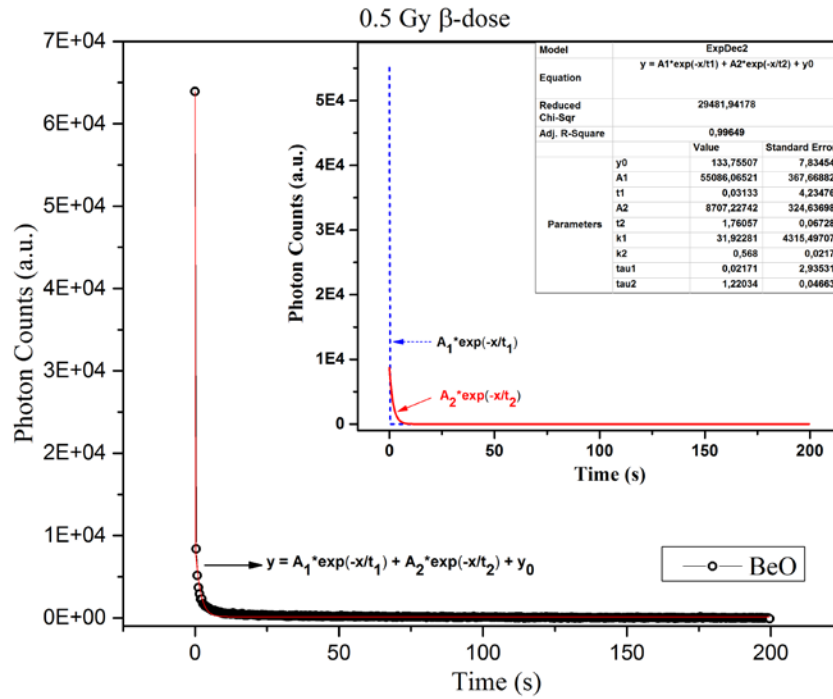 0.5 Gy β-dose
7E+04
6E+04
5E+04
4E+04
3E+04
2E+04
1E+04
0E+00
Photon Counts (a.u.)
0
50
100
150
200
Time (s)
y = A1*exp(-x/t1) + A2*exp(-x/t2) + y0
BeO
5E4
4E4
3E4
2E4
1E4
0
Photon Counts (a.u.)
A1*exp(-x/t1)
A2*exp(-x/t2)
0
50
100
150
200
Time (s)
Model ExpDec2
Equation y = A1*exp(-x/t1) + A2*exp(-x/t2) + y0
Reduced Chi-Sqr 29481,94178
Adj. R-Square 0,99649
Value Standard Error
Parameters
y0 133,75507 7,83454
A1 55086,06521 367,66882
t1 0,03133 4,23476
A2 8707,22742 324,63698
t2 1,76057 0,06728
k1 31,92281 4315,49707
k2 0,568 0,0217
tau1 0,02171 2,93531
tau2 1,22034 0,04663